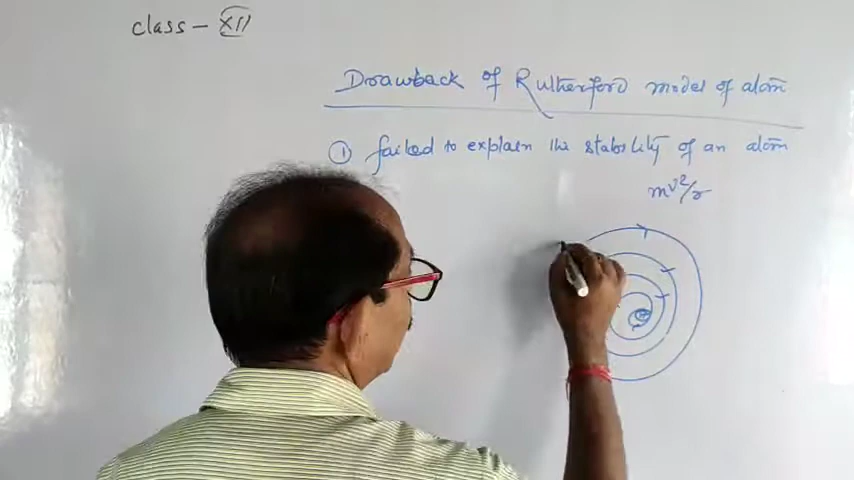 class - XII
Drawback of Rutherford model of atom
① failed to explain the stability of an atom
mv²/r